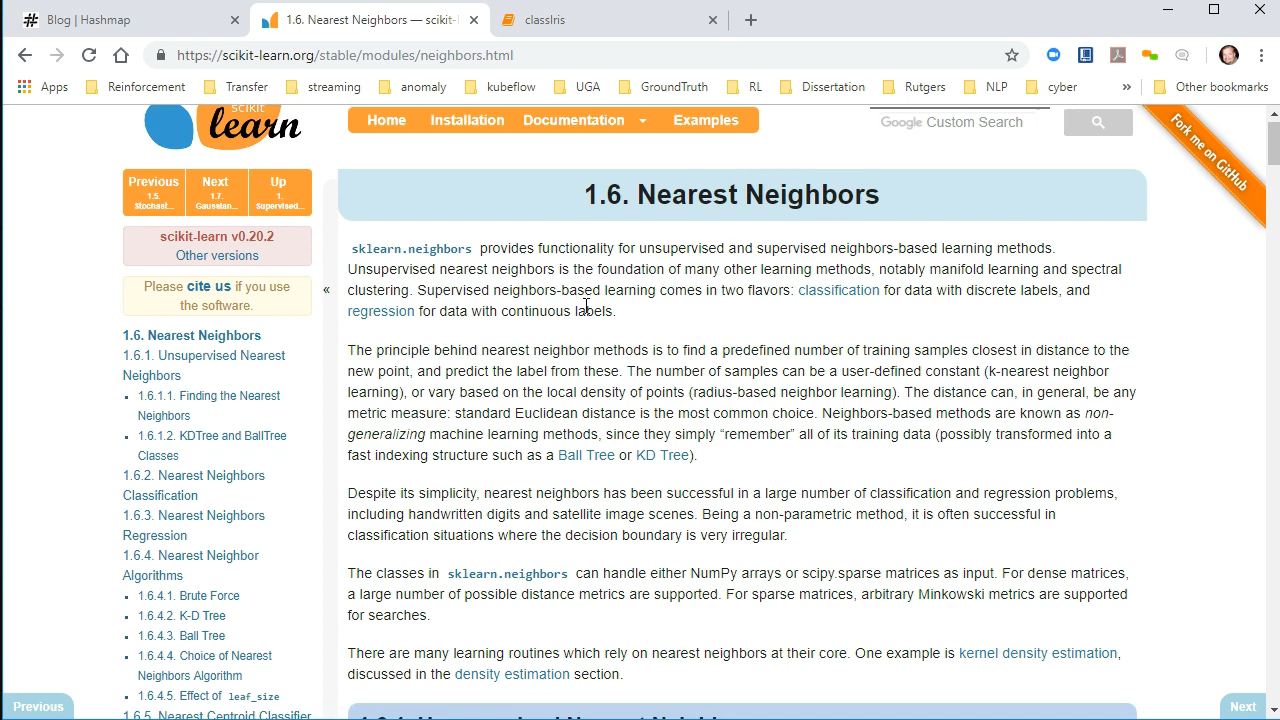 Blog | Hashmap
1.6. Nearest Neighbors — scikit-l
classIris
https://scikit-learn.org/stable/modules/neighbors.html
Apps
Reinforcement
Transfer
streaming
anomaly
kubeflow
UGA
GroundTruth
RL
Dissertation
Rutgers
NLP
cyber
»
Other bookmarks
scikit
learn
Home Installation Documentation Examples
Google Custom Search
Fork me on GitHub
Previous
1.5.
Stochast...
Next
1.7.
Gaussian...
Up
1.
Supervised...
scikit-learn v0.20.2
Other versions
Please cite us if you use
the software.
«
1.6. Nearest Neighbors
1.6.1. Unsupervised Nearest
Neighbors
1.6.1.1. Finding the Nearest
Neighbors
1.6.1.2. KDTree and BallTree
Classes
1.6.2. Nearest Neighbors
Classification
1.6.3. Nearest Neighbors
Regression
1.6.4. Nearest Neighbor
Algorithms
1.6.4.1. Brute Force
1.6.4.2. K-D Tree
1.6.4.3. Ball Tree
1.6.4.4. Choice of Nearest
Neighbors Algorithm
1.6.4.5. Effect of leaf_size
1.6.5. Nearest Centroid Classifier
1.6. Nearest Neighbors
sklearn.neighbors provides functionality for unsupervised and supervised neighbors-based learning methods.
Unsupervised nearest neighbors is the foundation of many other learning methods, notably manifold learning and spectral
clustering. Supervised neighbors-based learning comes in two flavors: classification for data with discrete labels, and
regression for data with continuous labels.
The principle behind nearest neighbor methods is to find a predefined number of training samples closest in distance to the
new point, and predict the label from these. The number of samples can be a user-defined constant (k-nearest neighbor
learning), or vary based on the local density of points (radius-based neighbor learning). The distance can, in general, be any
metric measure: standard Euclidean distance is the most common choice. Neighbors-based methods are known as non-
generalizing machine learning methods, since they simply “remember” all of its training data (possibly transformed into a
fast indexing structure such as a Ball Tree or KD Tree).
Despite its simplicity, nearest neighbors has been successful in a large number of classification and regression problems,
including handwritten digits and satellite image scenes. Being a non-parametric method, it is often successful in
classification situations where the decision boundary is very irregular.
The classes in sklearn.neighbors can handle either NumPy arrays or scipy.sparse matrices as input. For dense matrices,
a large number of possible distance metrics are supported. For sparse matrices, arbitrary Minkowski metrics are supported
for searches.
There are many learning routines which rely on nearest neighbors at their core. One example is kernel density estimation,
discussed in the density estimation section.
Previous
Next